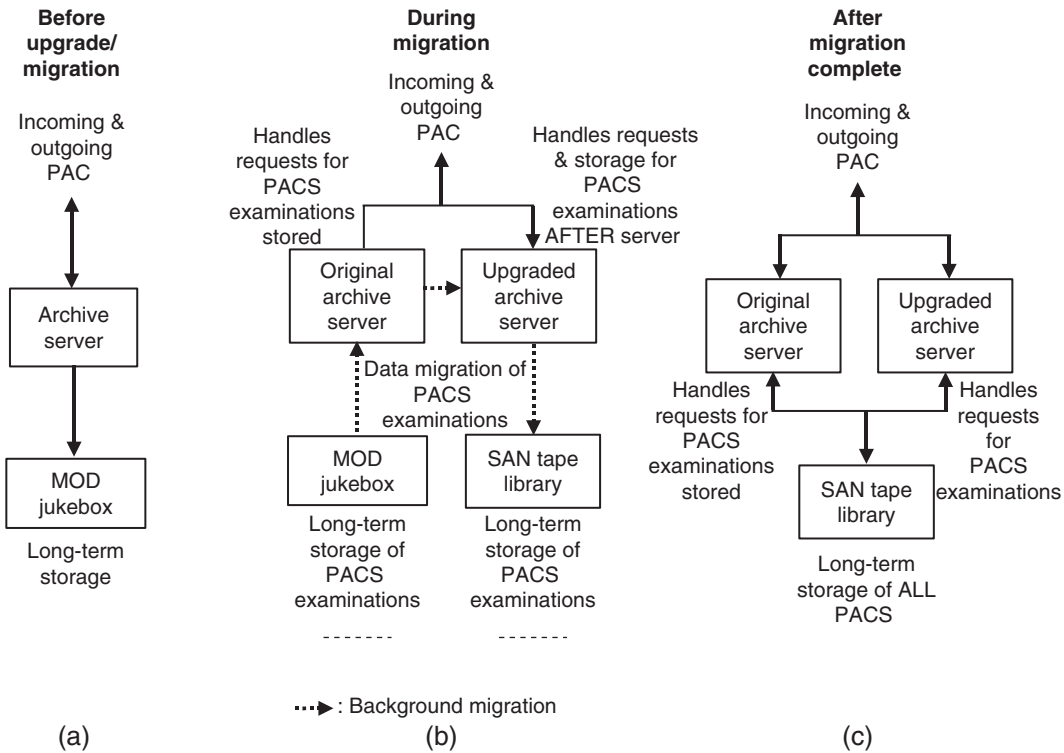 Before
upgrade/
migration
Incoming &
outgoing
PAC
Archive
server
MOD
jukebox
Long-term
storage
(a)
During
migration
Incoming &
outgoing
PAC
Handles
requests for
PACS
examinations
stored
Handles requests
& storage for
PACS
examinations
AFTER server
Original
archive
server
Upgraded
archive
server
Data migration of
PACS
examinations
MOD
jukebox
SAN tape
library
Long-term
storage of
PACS
examinations
Long-term
storage of
PACS
examinations
: Background migration
(b)
After
migration
complete
Incoming &
outgoing
PAC
Original
archive
server
Upgraded
archive
server
Handles
requests for
PACS
examinations
stored
Handles
requests
for
PACS
examinations
SAN tape
library
Long-term
storage of ALL
PACS
(c)